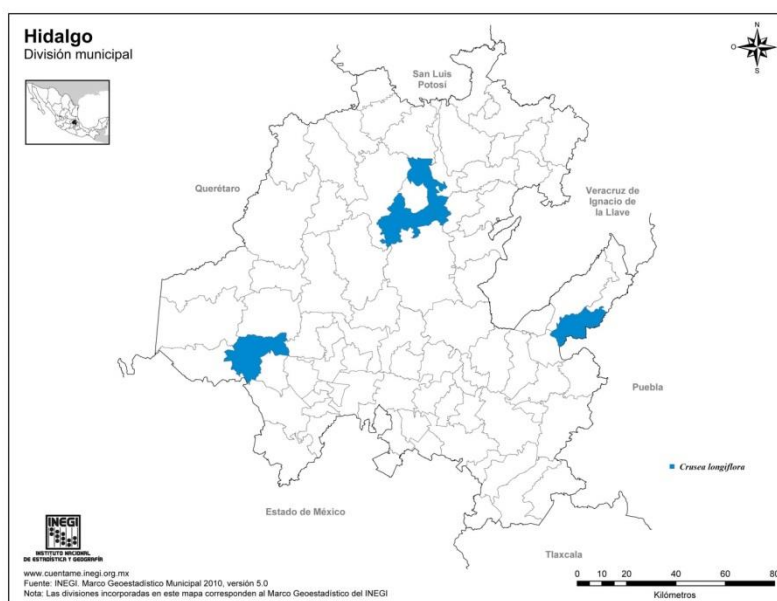 Hidalgo
División municipal
N
O
E
S
San Luis
Potosí
Querétaro
Veracruz de
Ignacio de
la Llave
Puebla
Crusea longiflora
Estado de México
Tlaxcala
INEGI
INSTITUTO NACIONAL
DE ESTADÍSTICA Y GEOGRAFÍA
www.cuentame.inegi.org.mx
Fuente: INEGI. Marco Geoestadístico Municipal 2010, versión 5.0
Nota: Las divisiones incorporadas en este mapa corresponden al Marco Geoestadístico del INEGI
0 5 10 20 40 60 80
Kilómetros